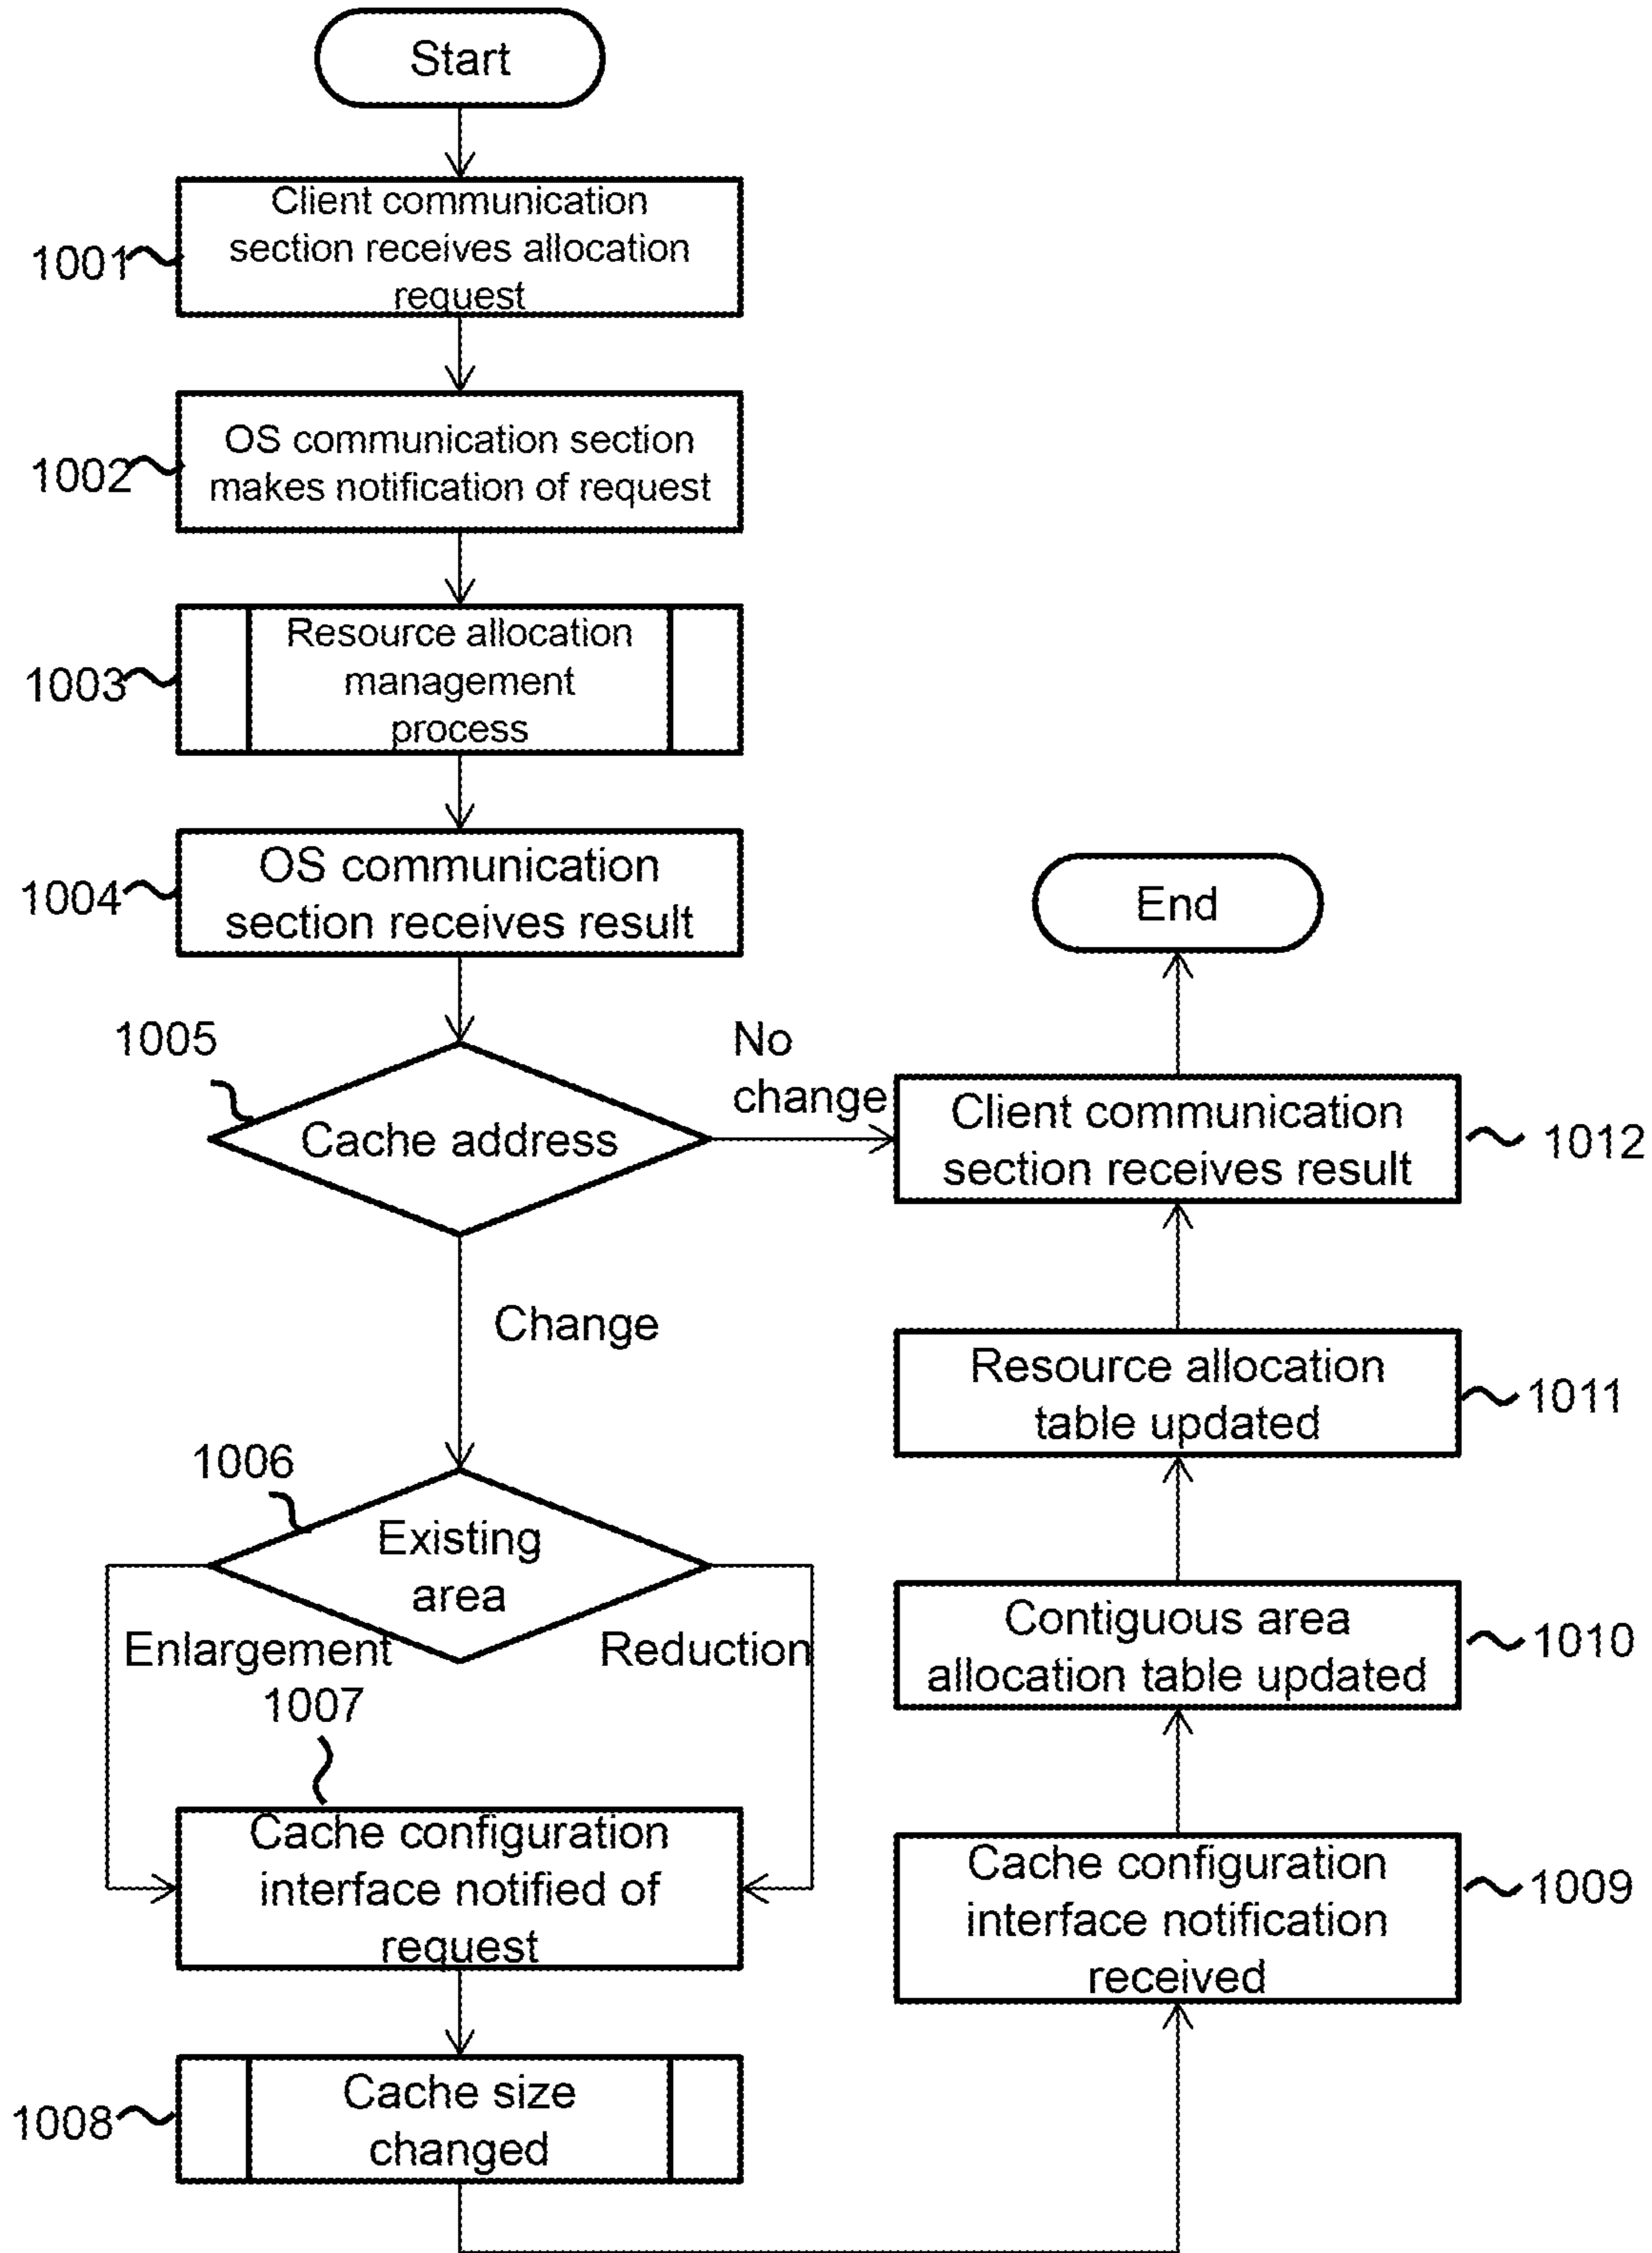 Start
1001
Client communication
section receives allocation
request
1002
OS communication section
makes notification of request
1003
Resource allocation
management
process
1004
OS communication
section receives result
1005
Cache address
No
change
Change
1006
Existing
area
Enlargement
Reduction
1007
Cache configuration
interface notified of
request
1008
Cache size
changed
End
Client communication
section receives result
1012
Resource allocation
table updated
1011
Contiguous area
allocation table updated
1010
Cache configuration
interface notification
received
1009